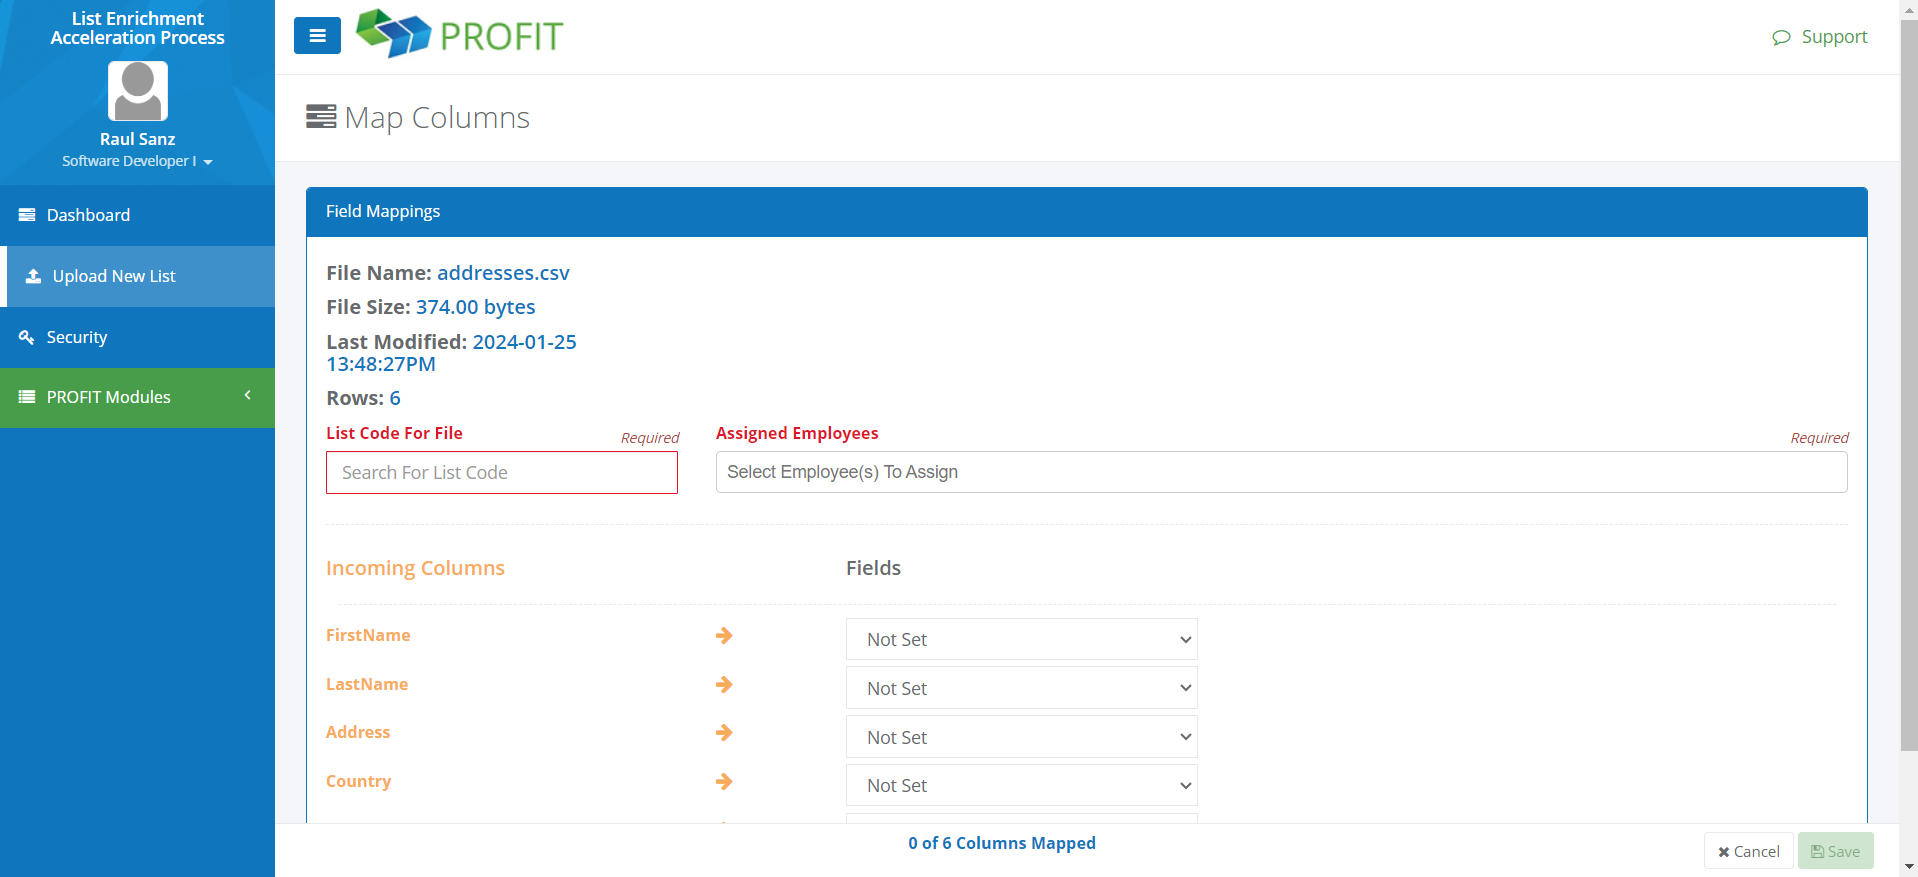 List Enrichment
Acceleration Process
Raul Sanz
Software Developer I
Dashboard
Upload New List
Security
PROFIT Modules
PROFIT
Support
Map Columns
Field Mappings
File Name: addresses.csv
File Size: 374.00 bytes
Last Modified: 2024-01-25
13:48:27PM
Rows: 6
List Code For File Required
Search For List Code
Assigned Employees Required
Select Employee(s) To Assign
Incoming Columns Fields
FirstName Not Set
LastName Not Set
Address Not Set
Country Not Set
0 of 6 Columns Mapped
Cancel Save